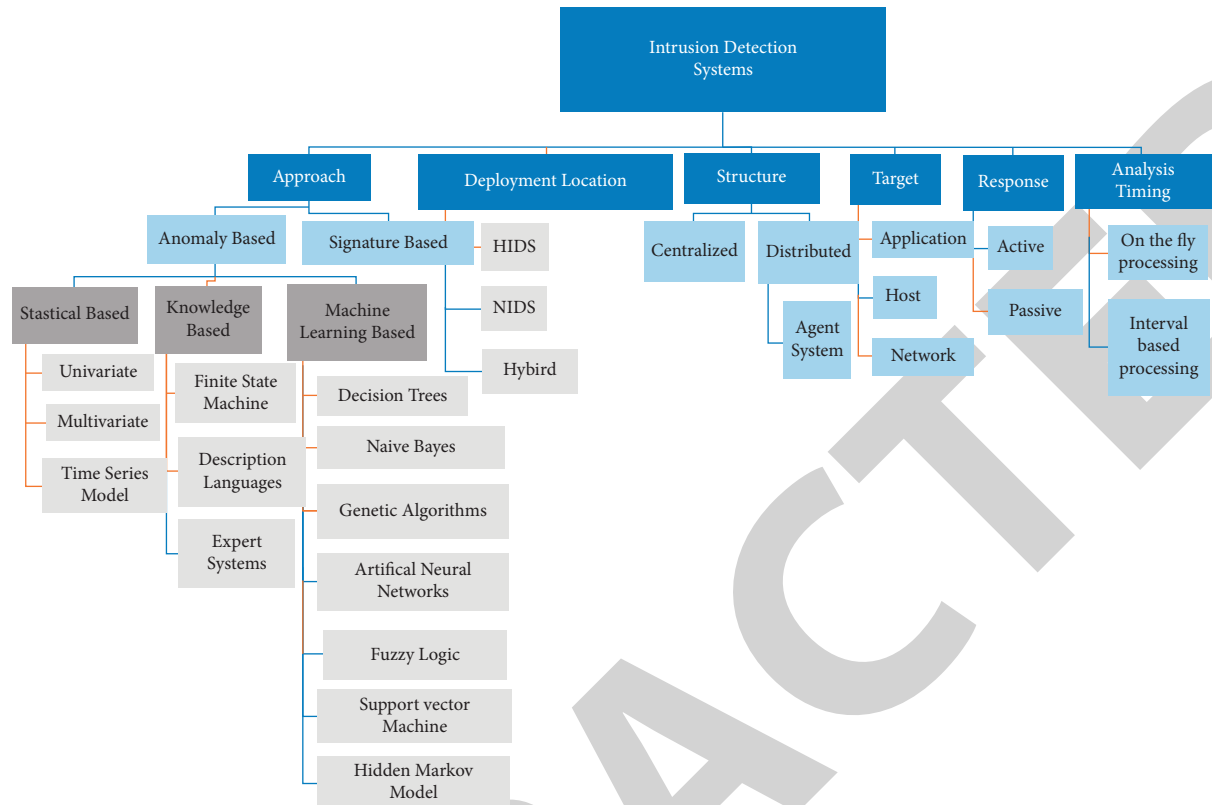 Intrusion Detection
Systems
Approach
Deployment Location
Structure
Target
Response
Analysis
Timing
Anomaly Based
Signature Based
HIDS
NIDS
Hybird
Centralized
Distributed
Agent
System
Application
Host
Network
Active
Passive
On the fly
processing
Interval
based
processing
Stastical Based
Knowledge
Based
Machine
Learning Based
Univariate
Multivariate
Time Series
Model
Finite State
Machine
Description
Languages
Expert
Systems
Decision Trees
Naive Bayes
Genetic Algorithms
Artifical Neural
Networks
Fuzzy Logic
Support vector
Machine
Hidden Markov
Model